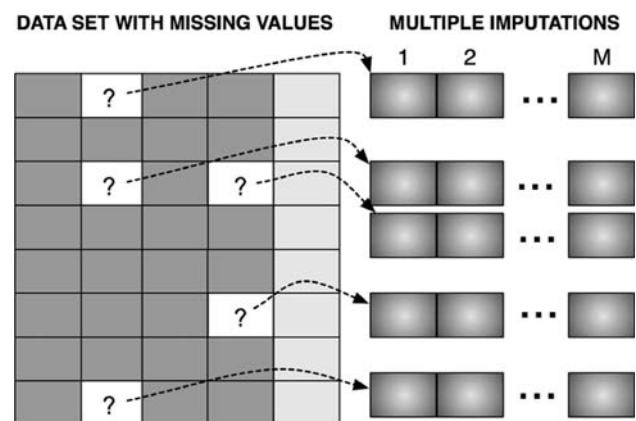 DATA SET WITH MISSING VALUES
MULTIPLE IMPUTATIONS
1 2 ... M
? ...
? ? ...
...
? ...
? ...